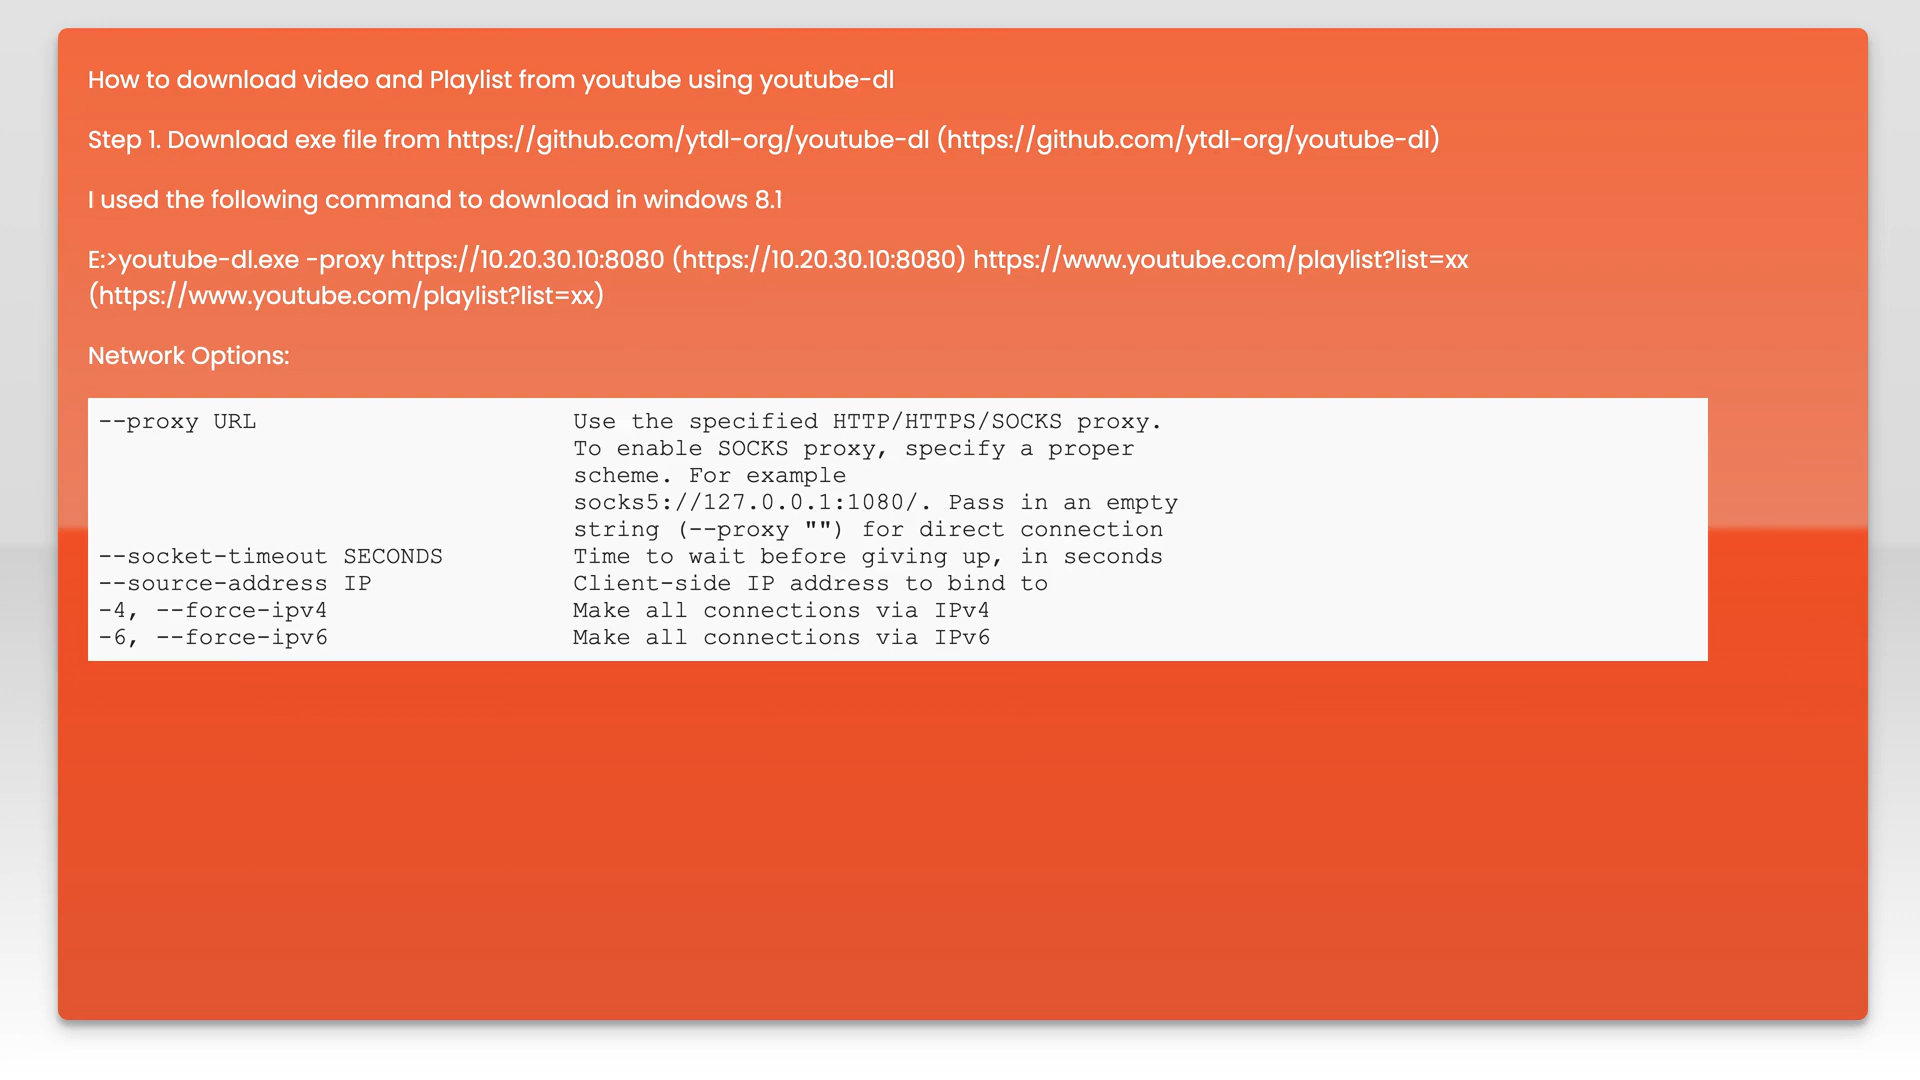 How to download video and Playlist from youtube using youtube-dl
Step 1. Download exe file from https://github.com/ytdl-org/youtube-dl (https://github.com/ytdl-org/youtube-dl)
I used the following command to download in windows 8.1
E:>youtube-dl.exe -proxy https://10.20.30.10:8080 (https://10.20.30.10:8080) https://www.youtube.com/playlist?list=xx
(https://www.youtube.com/playlist?list=xx)
Network Options:
--proxy URL                      Use the specified HTTP/HTTPS/SOCKS proxy.
                                 To enable SOCKS proxy, specify a proper
                                 scheme. For example
                                 socks5://127.0.0.1:1080/. Pass in an empty
                                 string (--proxy "") for direct connection
--socket-timeout SECONDS         Time to wait before giving up, in seconds
--source-address IP              Client-side IP address to bind to
-4, --force-ipv4                 Make all connections via IPv4
-6, --force-ipv6                 Make all connections via IPv6